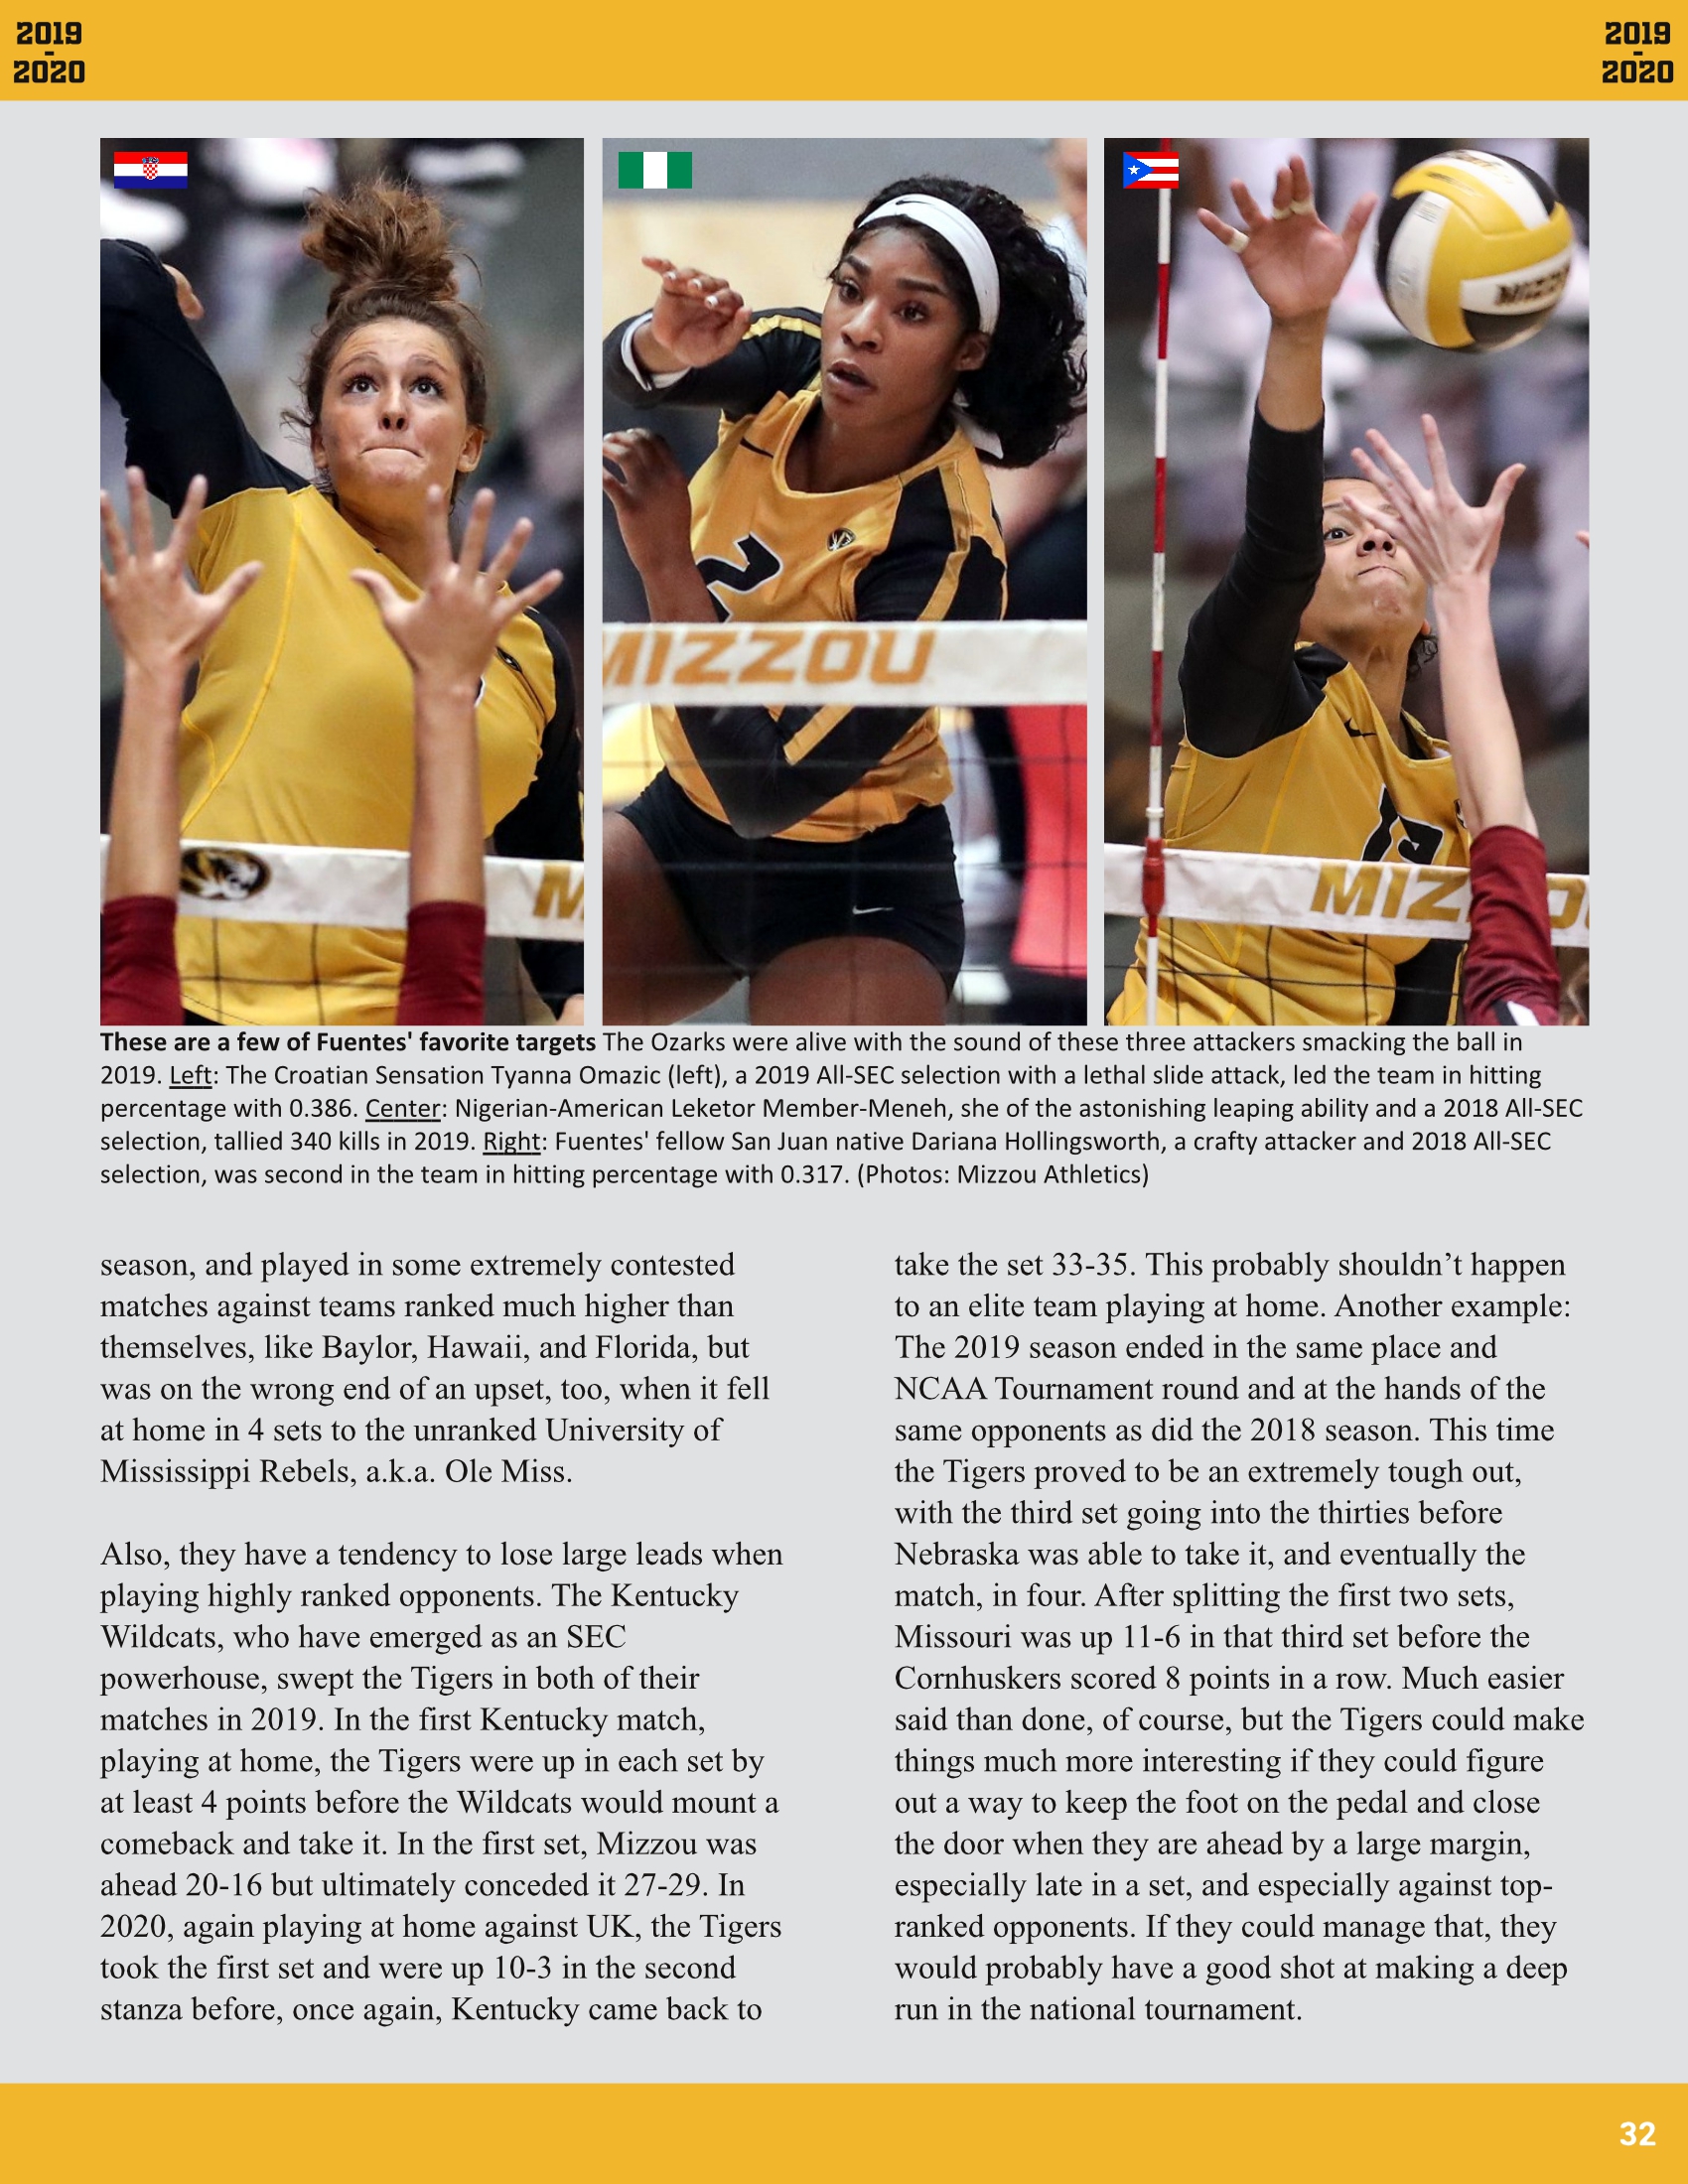 2019
-
2020
2019
-
2020
2
MIZZOU
MIZZO
M
MIZ
These are a few of Fuentes' favorite targets The Ozarks were alive with the sound of these three attackers smacking the ball in
2019. Left: The Croatian Sensation Tyanna Omazic (left), a 2019 All-SEC selection with a lethal slide attack, led the team in hitting
percentage with 0.386. Center: Nigerian-American Leketor Member-Meneh, she of the astonishing leaping ability and a 2018 All-SEC
selection, tallied 340 kills in 2019. Right: Fuentes' fellow San Juan native Dariana Hollingsworth, a crafty attacker and 2018 All-SEC
selection, was second in the team in hitting percentage with 0.317. (Photos: Mizzou Athletics)
season, and played in some extremely contested
matches against teams ranked much higher than
themselves, like Baylor, Hawaii, and Florida, but
was on the wrong end of an upset, too, when it fell
at home in 4 sets to the unranked University of
Mississippi Rebels, a.k.a. Ole Miss.
Also, they have a tendency to lose large leads when
playing highly ranked opponents. The Kentucky
Wildcats, who have emerged as an SEC
powerhouse, swept the Tigers in both of their
matches in 2019. In the first Kentucky match,
playing at home, the Tigers were up in each set by
at least 4 points before the Wildcats would mount a
comeback and take it. In the first set, Mizzou was
ahead 20-16 but ultimately conceded it 27-29. In
2020, again playing at home against UK, the Tigers
took the first set and were up 10-3 in the second
stanza before, once again, Kentucky came back to
take the set 33-35. This probably shouldn’t happen
to an elite team playing at home. Another example:
The 2019 season ended in the same place and
NCAA Tournament round and at the hands of the
same opponents as did the 2018 season. This time
the Tigers proved to be an extremely tough out,
with the third set going into the thirties before
Nebraska was able to take it, and eventually the
match, in four. After splitting the first two sets,
Missouri was up 11-6 in that third set before the
Cornhuskers scored 8 points in a row. Much easier
said than done, of course, but the Tigers could make
things much more interesting if they could figure
out a way to keep the foot on the pedal and close
the door when they are ahead by a large margin,
especially late in a set, and especially against top-
ranked opponents. If they could manage that, they
would probably have a good shot at making a deep
run in the national tournament.
32